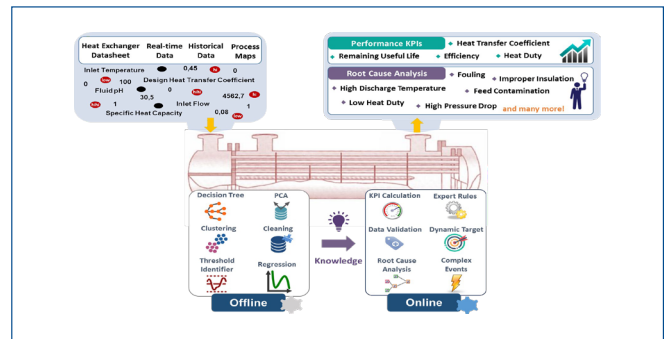 Heat Exchanger Datasheet
Real-time Data
Historical Data
Process Maps
Inlet Temperature
0,45
0
0
100
Design Heat Transfer Coefficient
Fluid pH
0
4562,7
30,5
1
Inlet Flow
1
Specific Heat Capacity
0,08
Performance KPIs
Heat Transfer Coefficient
Remaining Useful Life
Efficiency
Heat Duty
Root Cause Analysis
Fouling
Improper Insulation
High Discharge Temperature
Feed Contamination
Low Heat Duty
High Pressure Drop
and many more!
Decision Tree
PCA
Clustering
Cleaning
Threshold Identifier
Regression
Offline
Knowledge
KPI Calculation
Expert Rules
Data Validation
Dynamic Target
Root Cause Analysis
Complex Events
Online